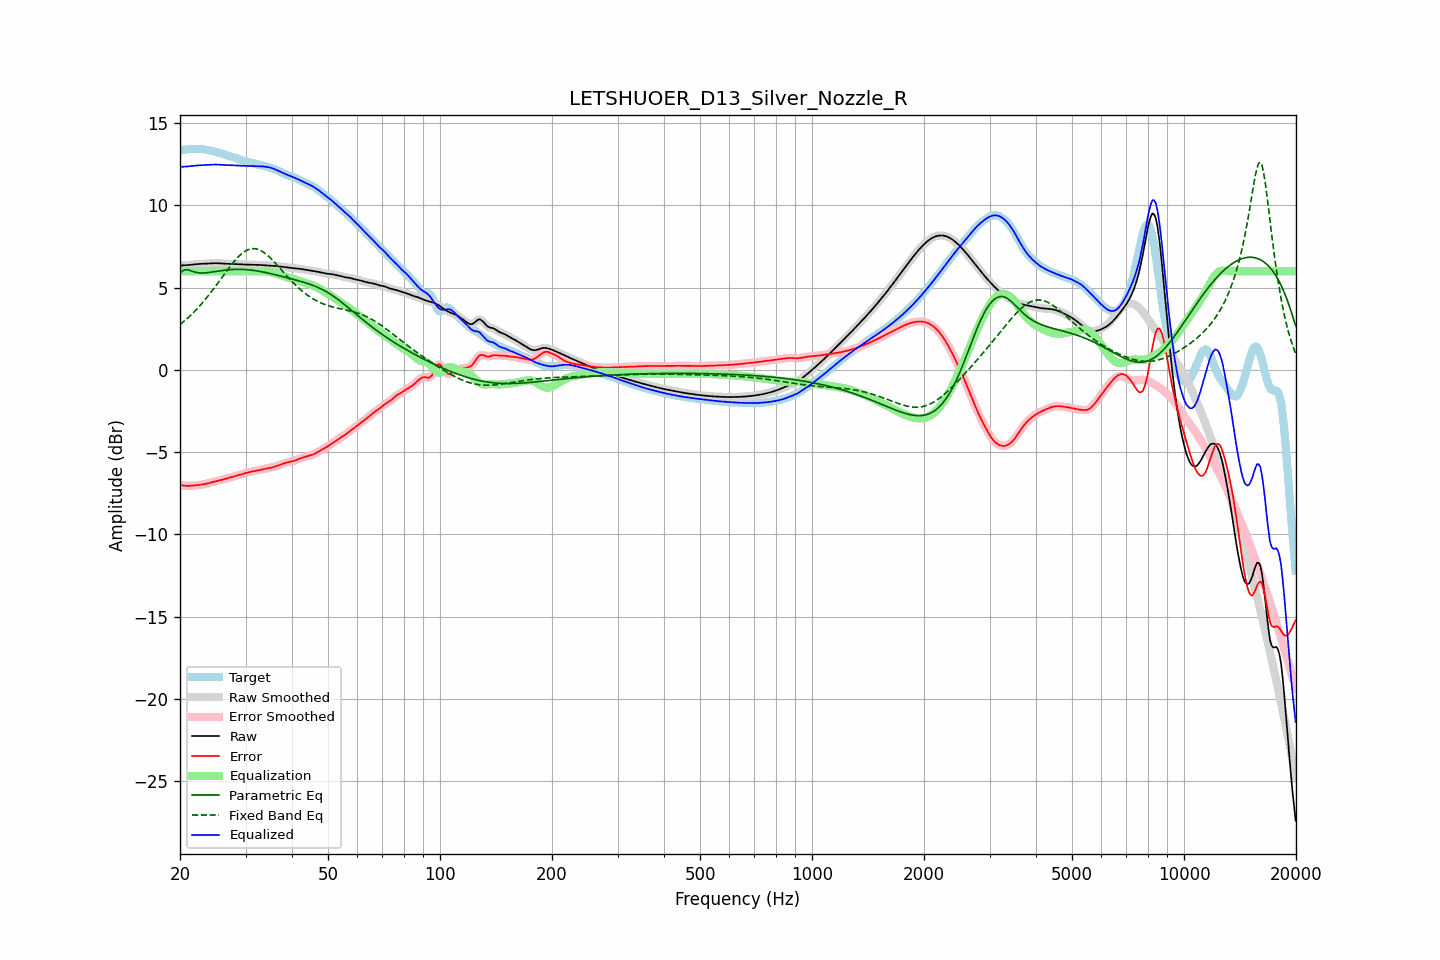 LETSHUOER_D13_Silver_Nozzle_R
15
10
5
0
−5
−10
−15
−20
−25
Amplitude (dBr)
Target
Raw Smoothed
Error Smoothed
Raw
Error
Equalization
Parametric Eq
Fixed Band Eq
Equalized
20 50 100 200 500 1000 2000 5000 10000 20000
Frequency (Hz)